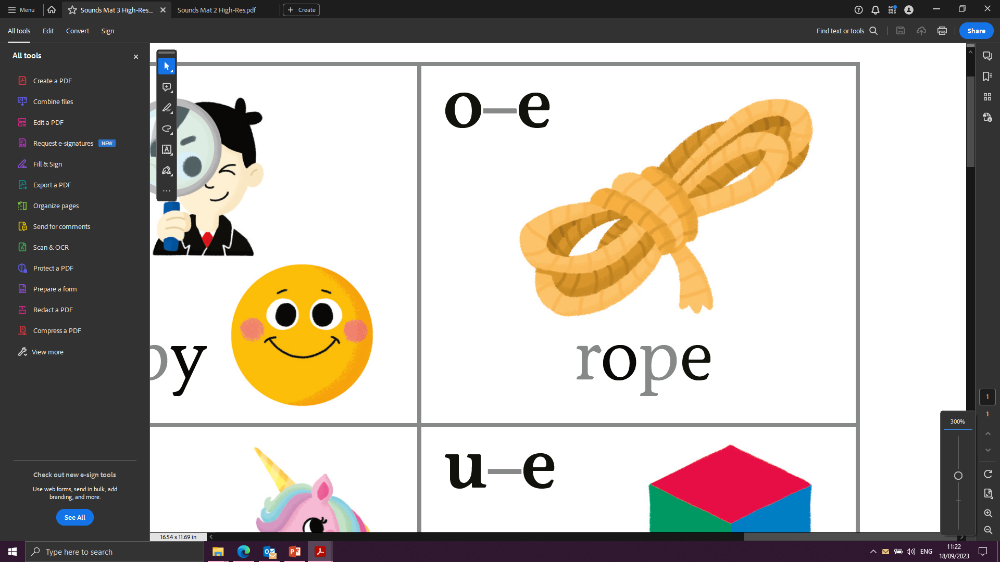 Menu
Sounds Mat 3 High-Res...
Sounds Mat 2 High-Res.pdf
Create
All tools
Edit
Convert
Sign
Find text or tools
Share
All tools
Create a PDF
Combine files
Edit a PDF
Request e-signatures NEW
Fill & Sign
Export a PDF
Organize pages
Send for comments
Scan & OCR
Protect a PDF
Prepare a form
Redact a PDF
Compress a PDF
View more
Check out new e-sign tools
Use web forms, send in bulk, add
branding, and more.
See All
o–e
py
rope
u–e
1
1
300%
16.54 x 11.69 in
Type here to search
ENG
11:22
18/09/2023